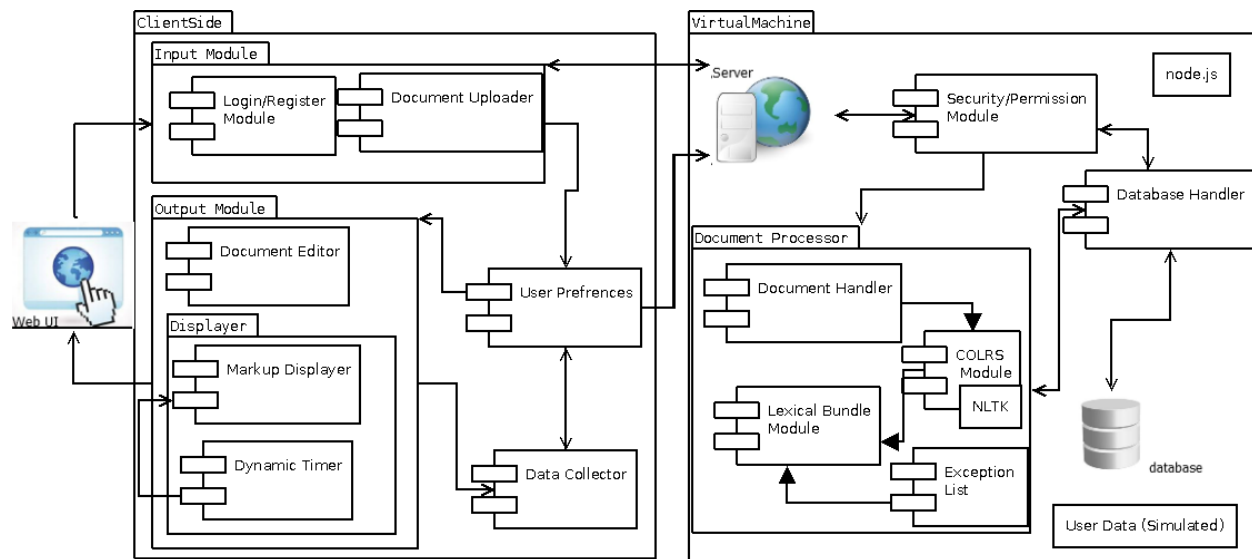 ClientSide
Input Module
Login/Register
Module
Document Uploader
Output Module
Document Editor
Web UI
Displayer
Markup Displayer
Dynamic Timer
User Prefrences
Data Collector
VirtualMachine
Server
Security/Permission
Module
node.js
Database Handler
Document Processor
Document Handler
COLRS
Module
NLTK
Lexical Bundle
Module
Exception
List
database
User Data (Simulated)